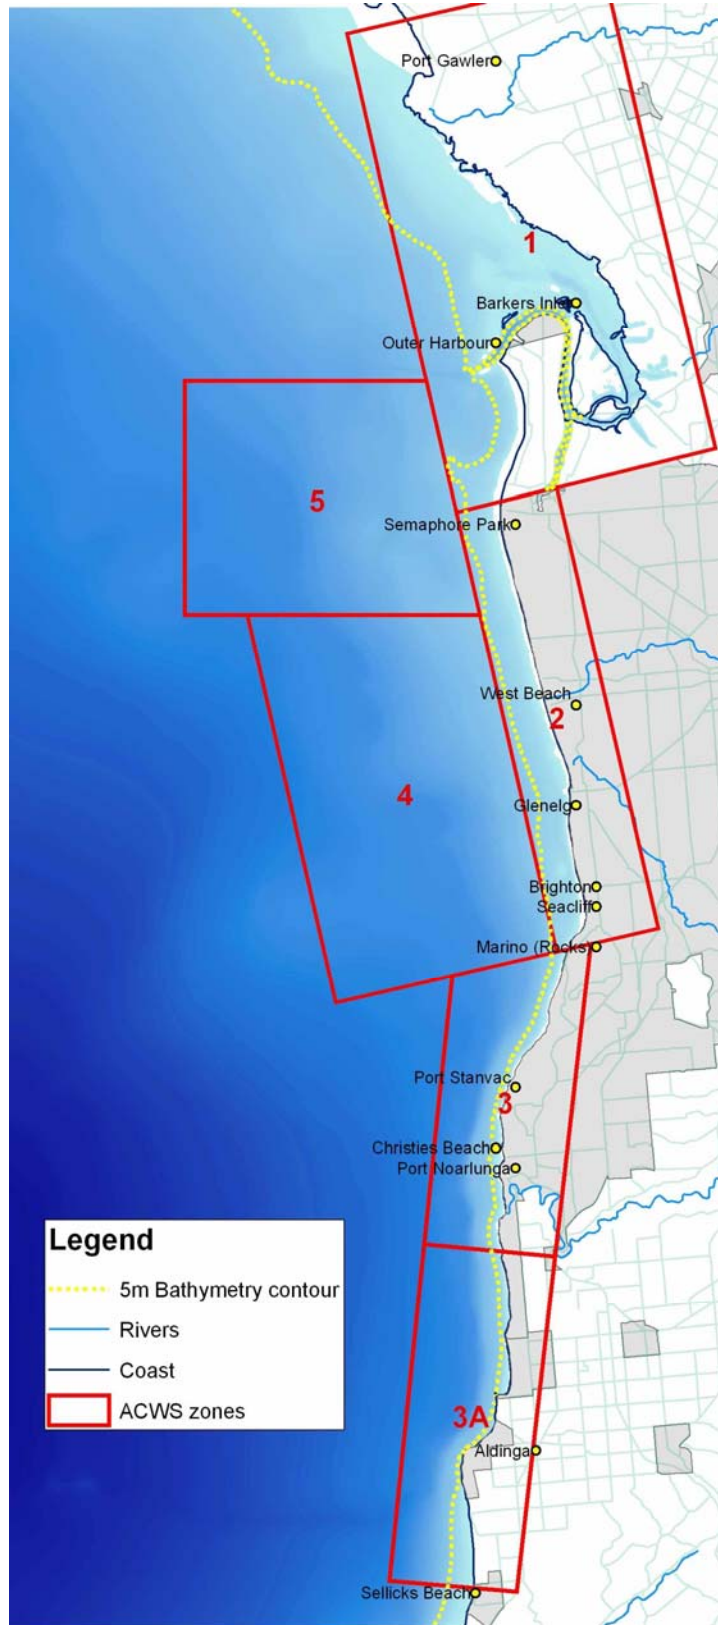 Port Gawler
1
Barkers Inlet
Outer Harbour
5
Semaphore Park
West Beach
2
4
Glenelg
Brighton
Seacliff
Marino (Rocks)
Port Stanvac
3
Christies Beach
Port Noarlunga
Legend
5m Bathymetry contour
Rivers
Coast
ACWS zones
3A
Aldinga
Sellicks Beach